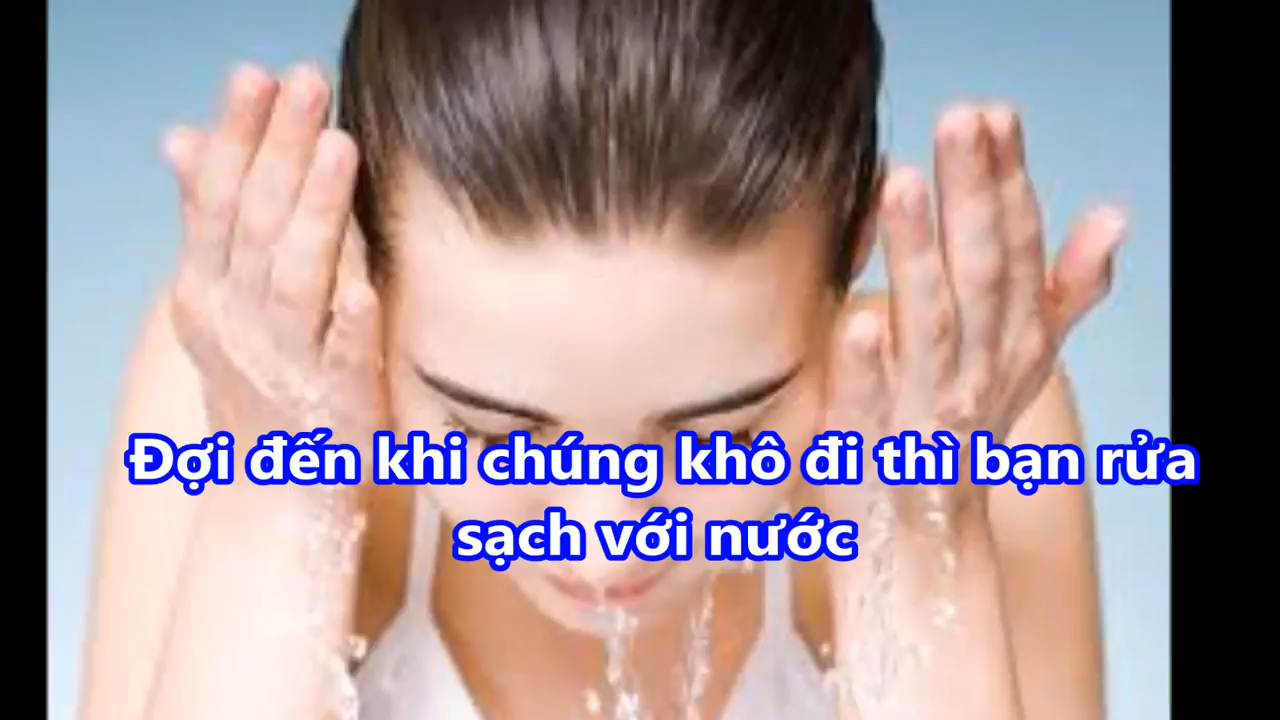 Đợi đến khi chúng khô đi thì bạn rửa
sạch với nước